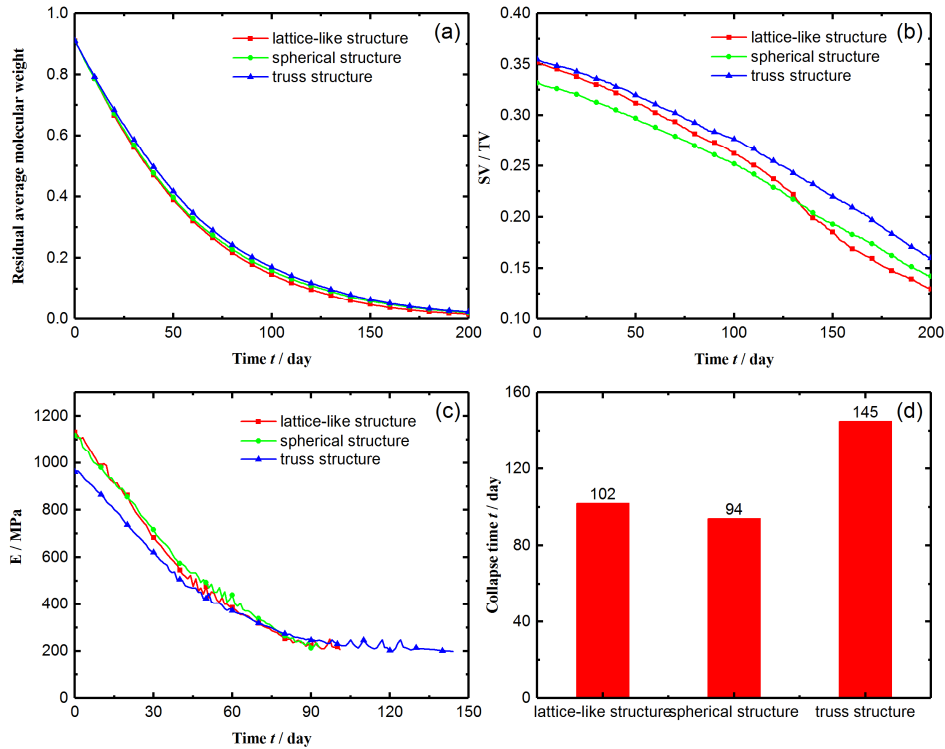 (a)
lattice-like structure
spherical structure
truss structure
Residual average molecular weight
1.0
0.8
0.6
0.4
0.2
0.0
0 50 100 150 200
Time t / day
(b)
lattice-like structure
spherical structure
truss structure
SV / TV
0.40
0.35
0.30
0.25
0.20
0.15
0.10
0 50 100 150 200
Time t / day
(c)
lattice-like structure
spherical structure
truss structure
E / MPa
1200
1000
800
600
400
200
0
0 30 60 90 120 150
Time t / day
(d)
Collapse time t / day
160
120
80
40
0
102
94
145
lattice-like structure spherical structure truss structure